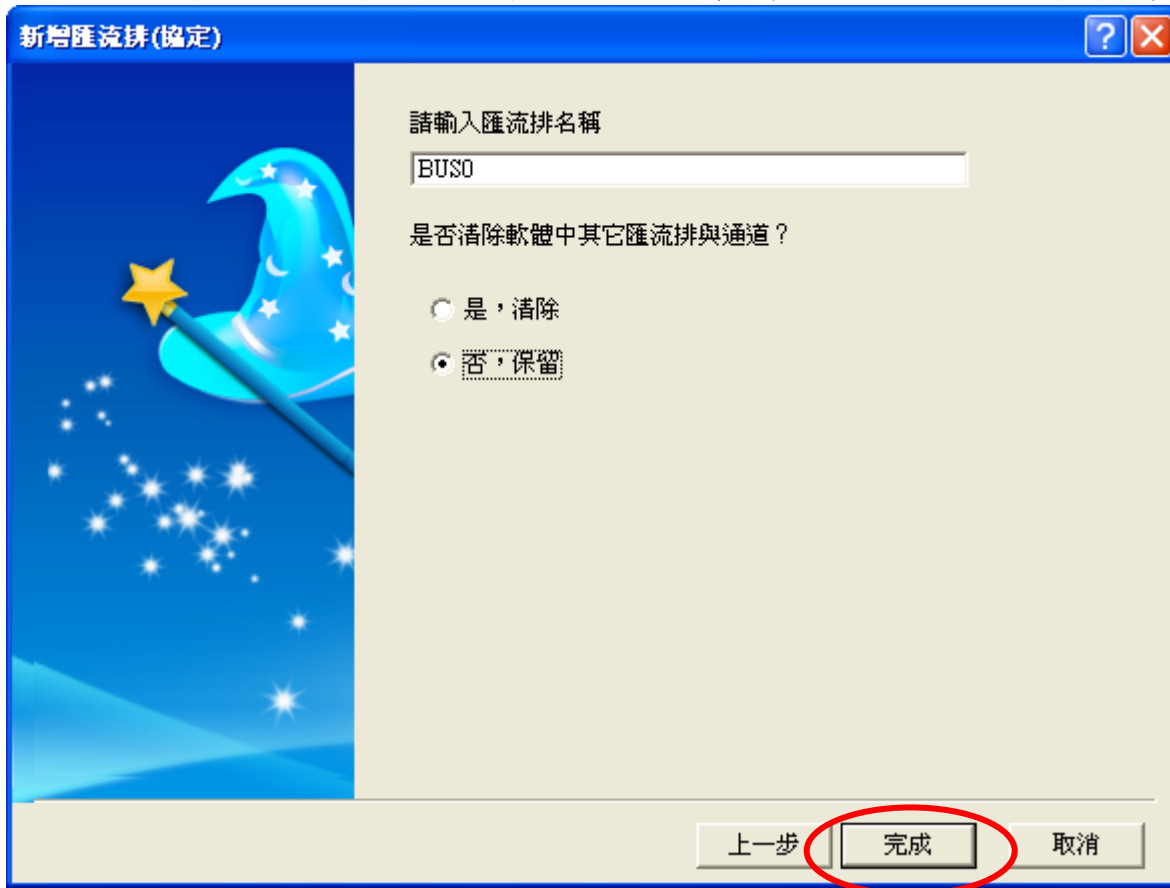 新增匯流排(協定)
請輸入匯流排名稱
BUS0
是否清除軟體中其它匯流排與通道？
是，清除
否，保留
上一步
完成
取消